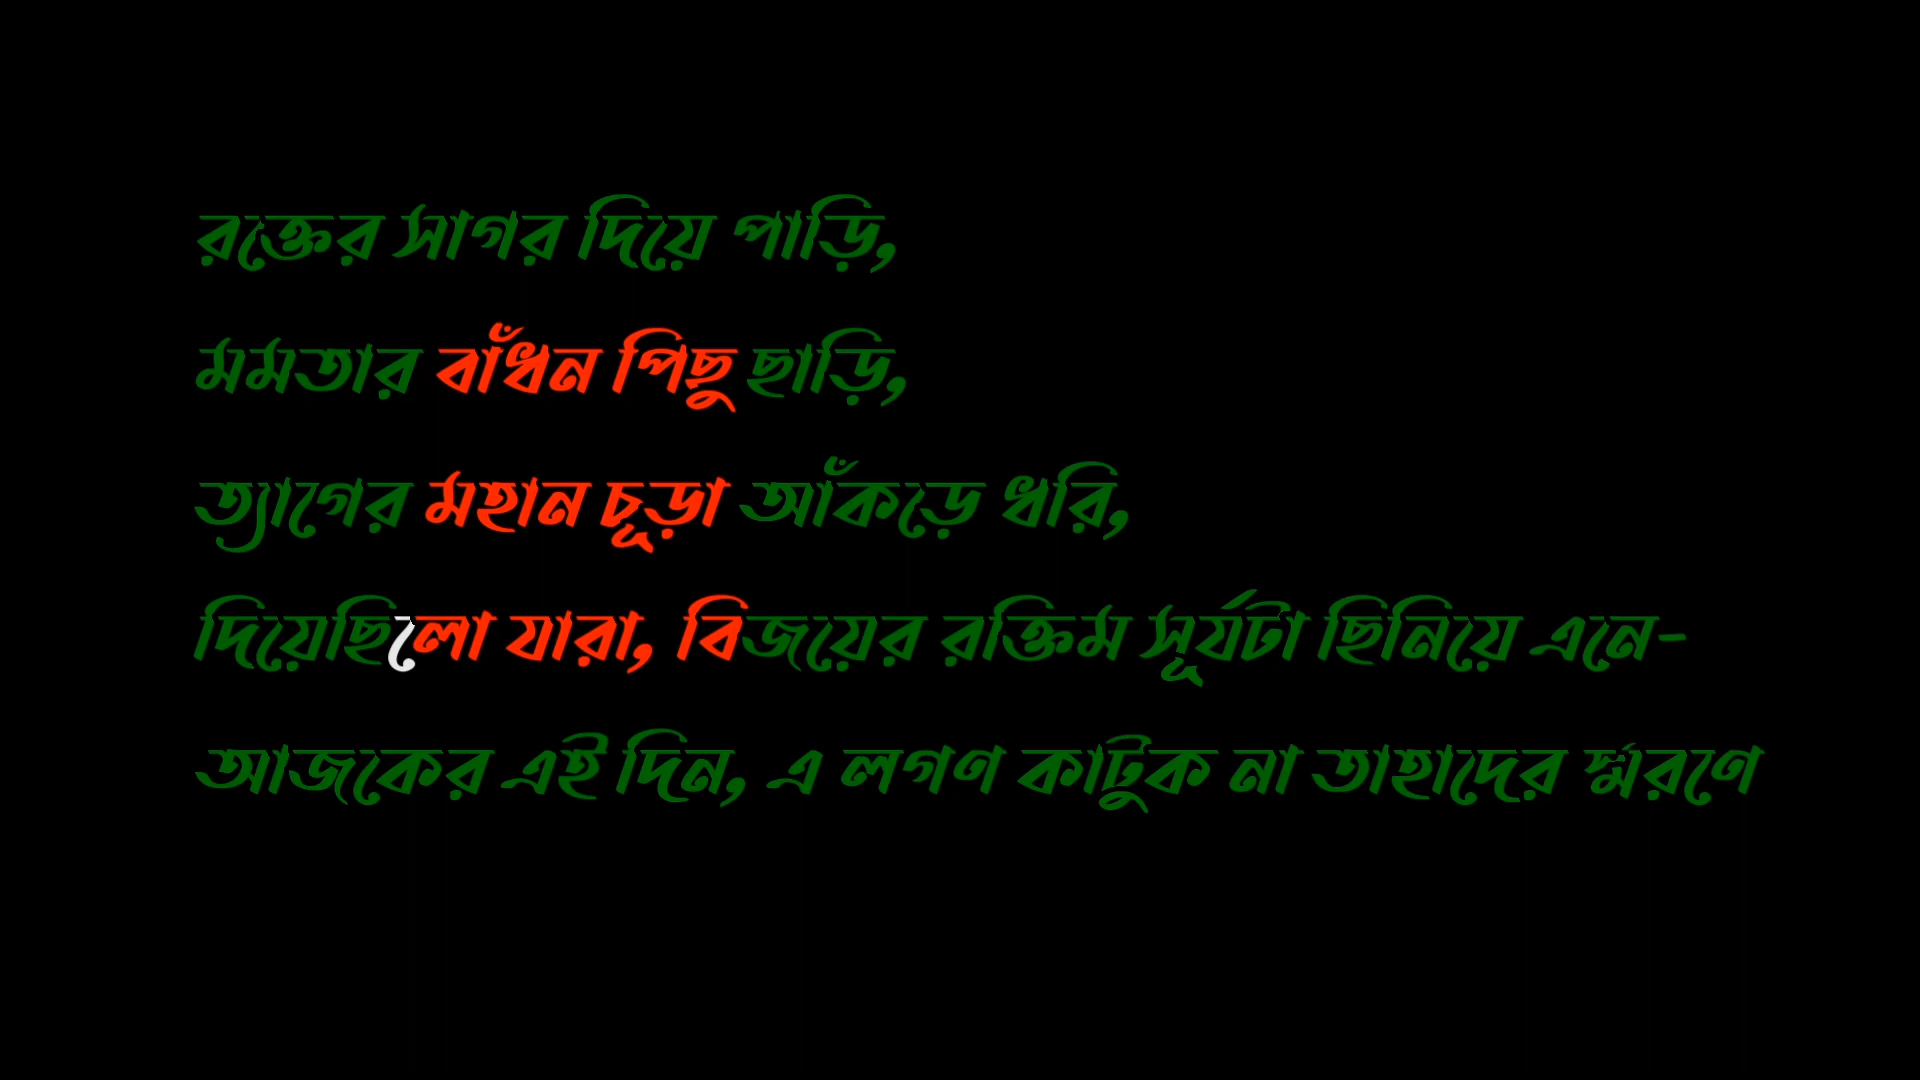 রক্তের সাগর দিয়ে পাড়ি,
মমতার বাঁধন পিছু ছাড়ি,
ত্যাগের মহান চূড়া আঁকড়ে ধরি,
দিয়েছিলো যারা, বিজয়ের রক্তিম সূর্যটা ছিনিয়ে এনে-
আজকের এই দিন, এ লগণ কাটুক না তাহাদের স্মরণে